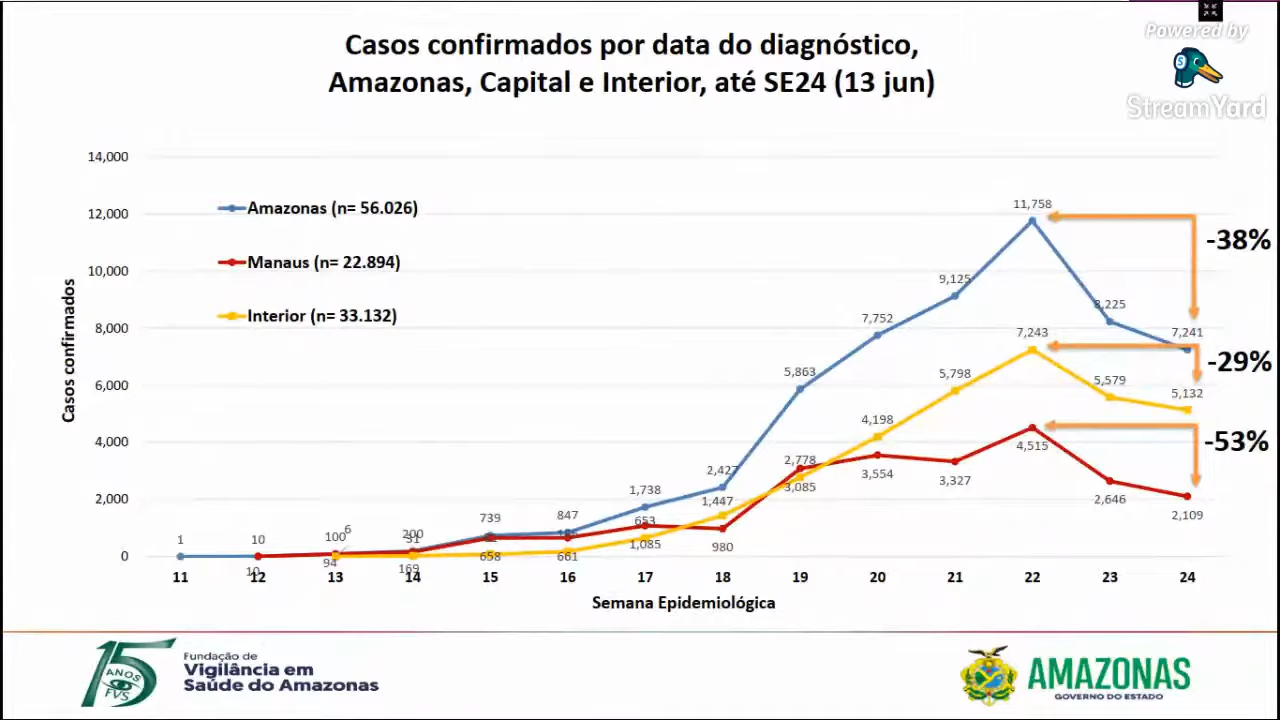 Powered by
StreamYard
Casos confirmados por data do diagnóstico,
Amazonas, Capital e Interior, até SE24 (13 jun)
14,000
12,000
10,000
8,000
6,000
4,000
2,000
0
Casos confirmados
Amazonas (n= 56.026)
Manaus (n= 22.894)
Interior (n= 33.132)
1
10
100
200
739
847
1,738
2,427
5,863
7,752
9,125
11,758
8,225
7,241
10
94
169
658
661
1,085
980
3,085
3,554
3,327
4,515
2,646
2,109
6
31
653
1,447
2,778
4,198
5,798
7,243
5,579
5,132
-38%
-29%
-53%
11 12 13 14 15 16 17 18 19 20 21 22 23 24
Semana Epidemiológica
15
ANOS
FVS
Fundação de
Vigilância em
Saúde do Amazonas
AMAZONAS
GOVERNO DO ESTADO